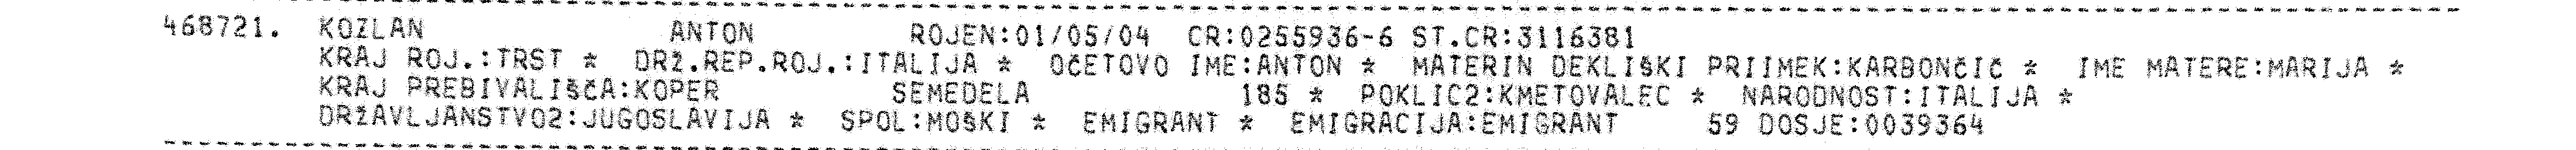 468721. KOZLAN ANTON ROJEN:01/05/04 CR:0255936-6 ST.CR:3116381
KRAJ ROJ.:TRST * DRŽ.REP.ROJ.:ITALIJA * OČETOVO IME:ANTON * MATERIN DEKLIŠKI PRIIMEK:KARBONČIČ * IME MATERE:MARIJA *
KRAJ PREBIVALIŠČA:KOPER SEMEDELA 185 * POKLIC2:KMETOVALEC * NARODNOST:ITALIJA *
DRŽAVLJANSTVO2:JUGOSLAVIJA * SPOL:MOŠKI * EMIGRANT * EMIGRACIJA:EMIGRANT 59 DOSJE:0039364